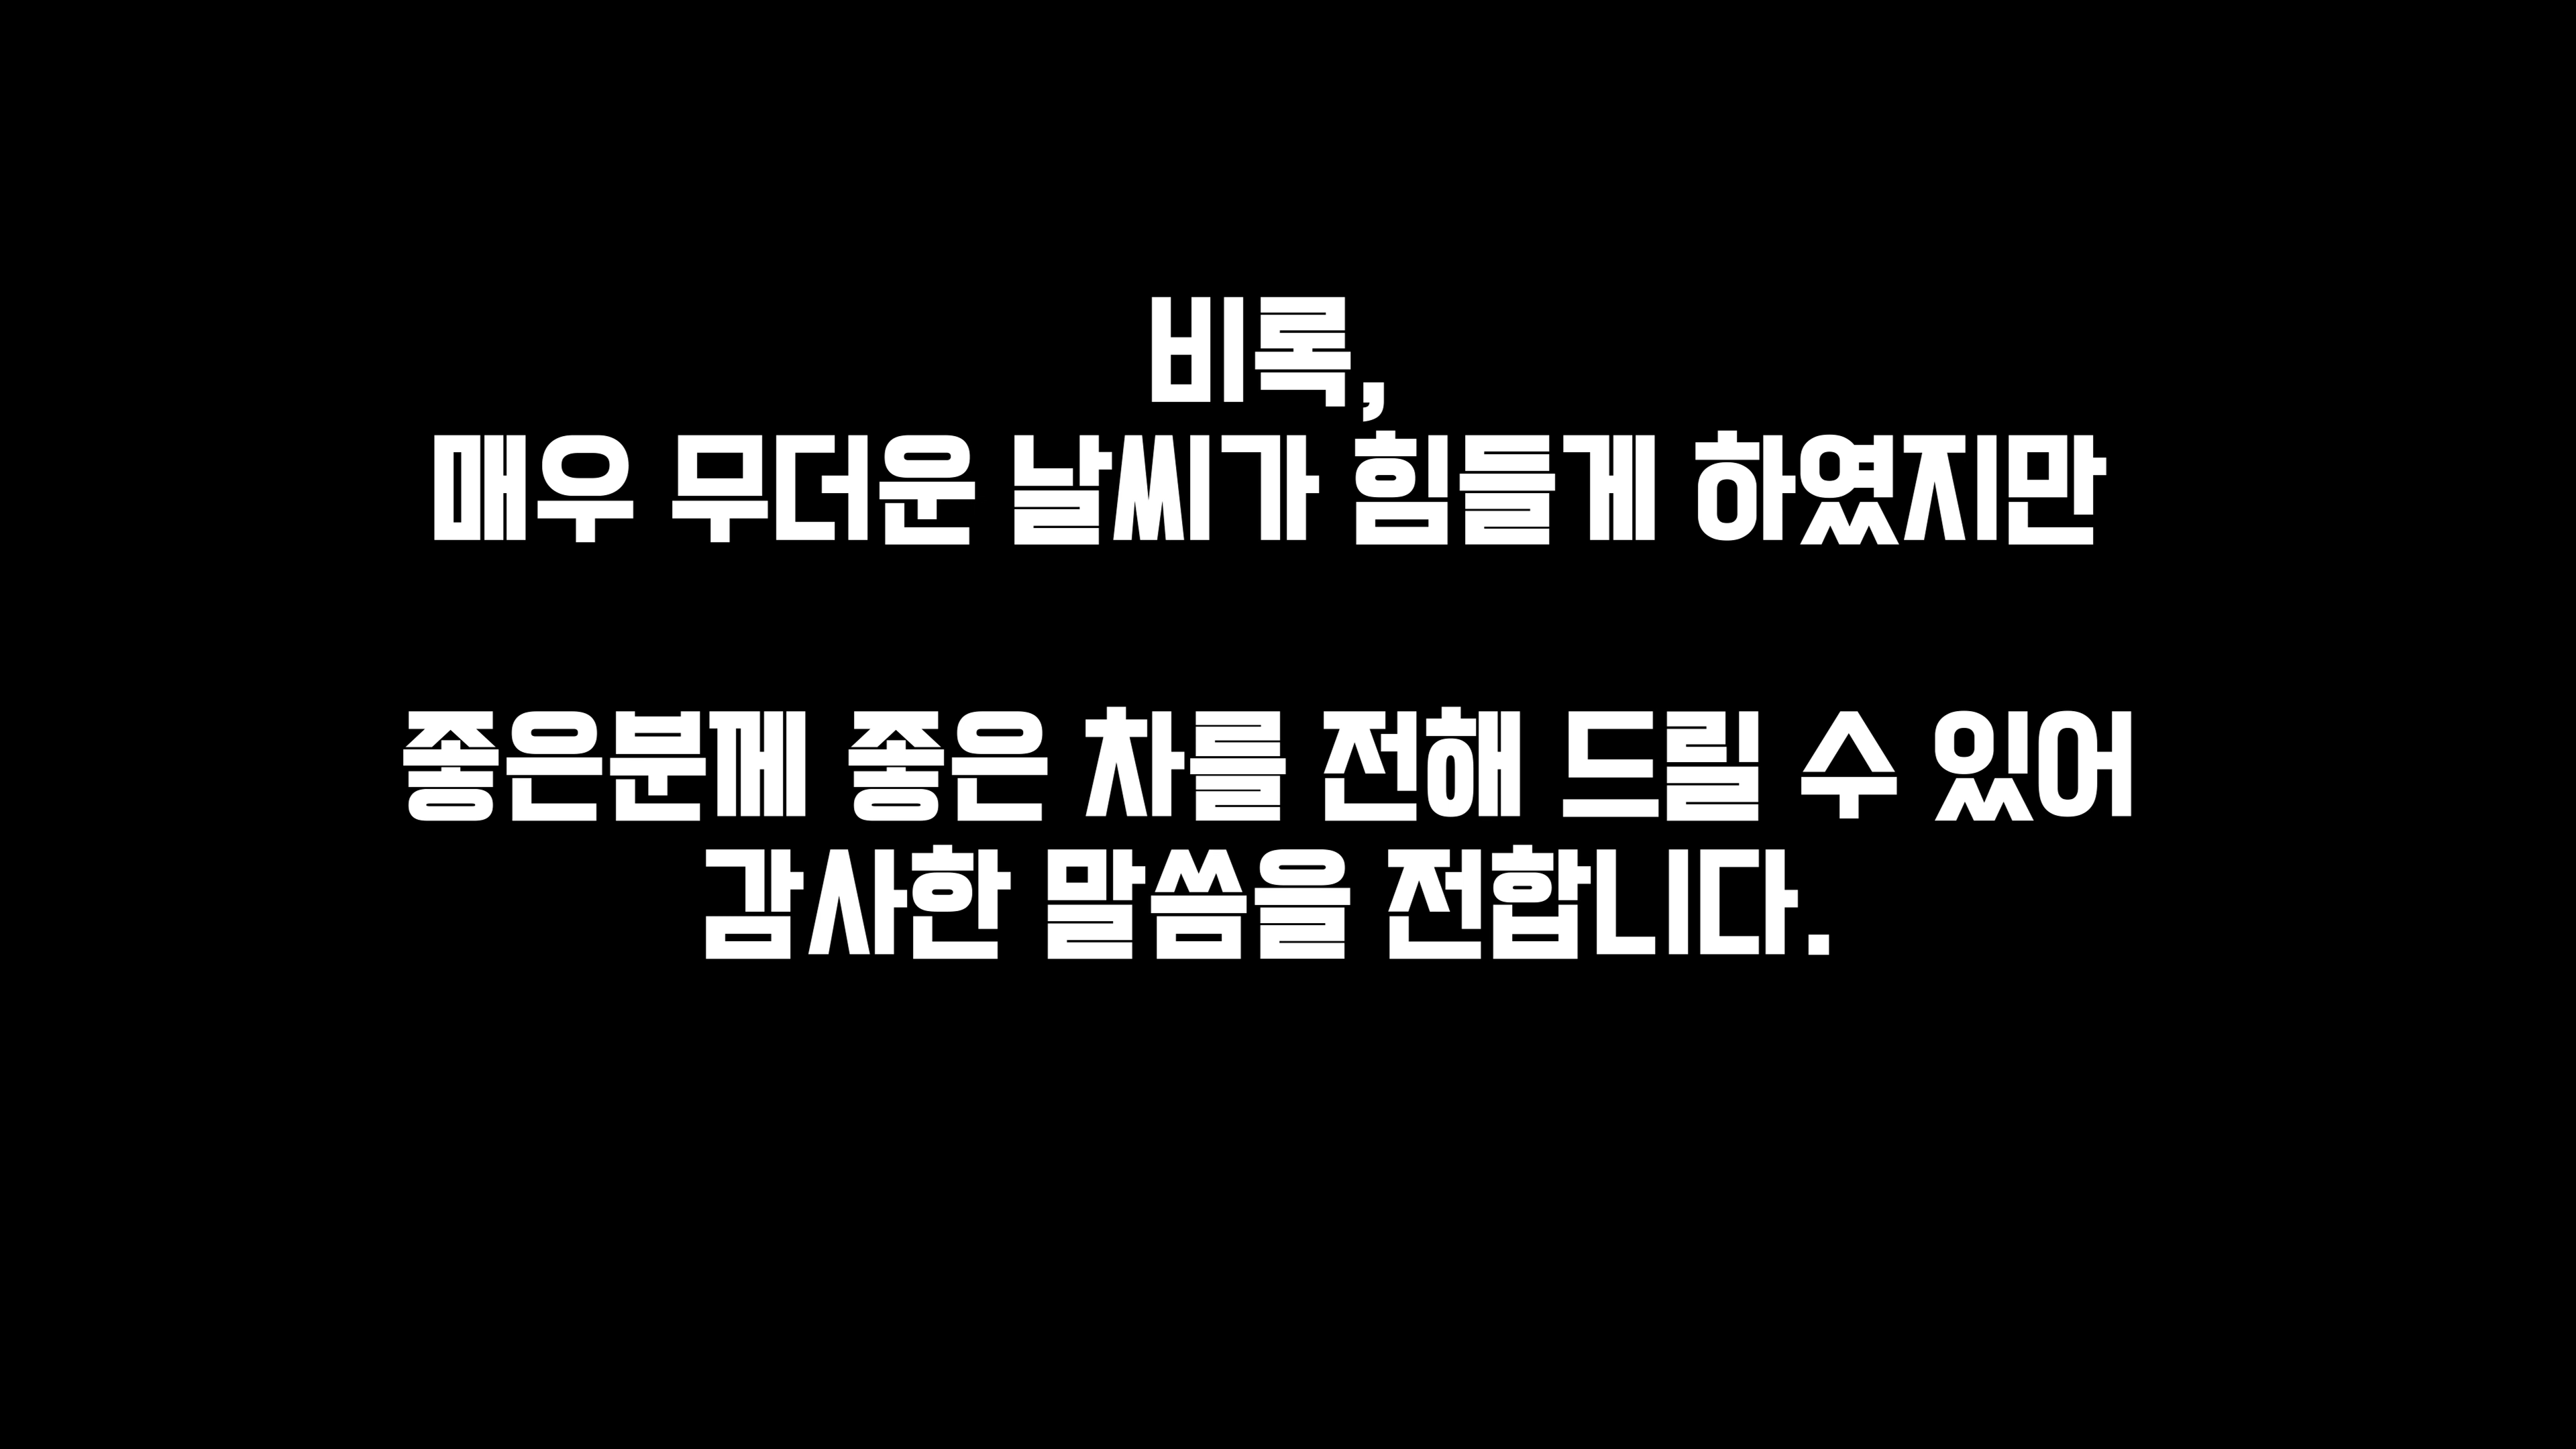 비록,
매우 무더운 날씨가 힘들게 하였지만
좋은분께 좋은 차를 전해 드릴 수 있어
감사한 말씀을 전합니다.